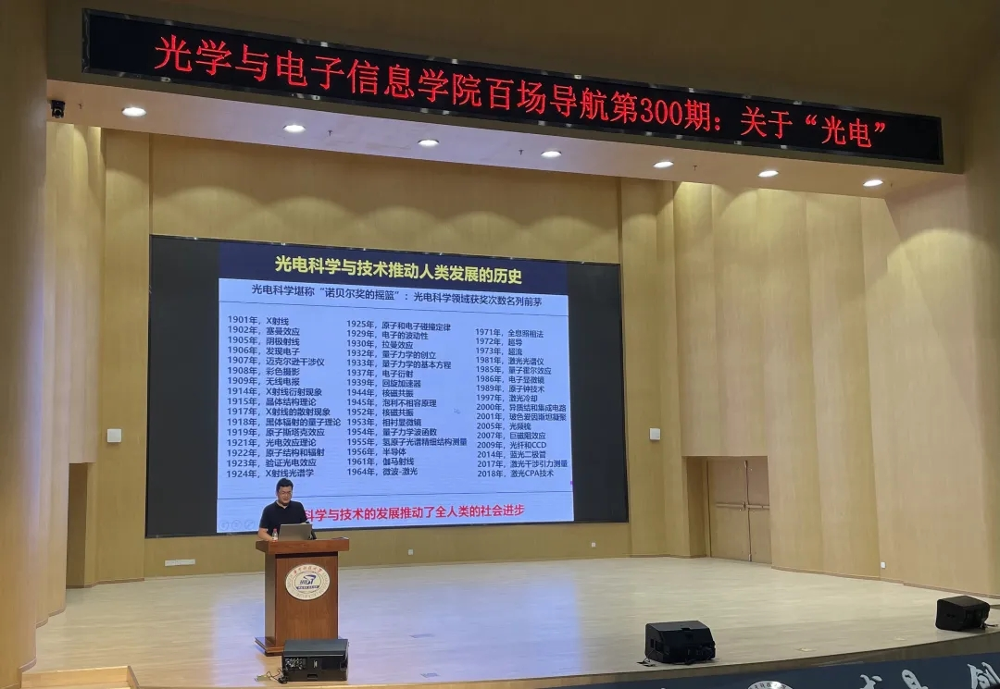 光学与电子信息学院百场导航第300期：关于“光电”
光电科学与技术推动人类发展的历史
光电科学堪称“诺贝尔奖的摇篮”：光电科学领域获奖次数名列前茅
1901年，X射线
1902年，塞曼效应
1905年，阴极射线
1906年，发现电子
1907年，迈克尔逊干涉仪
1908年，彩色摄影
1909年，无线电报
1914年，X射线衍射现象
1915年，晶体结构理论
1917年，X射线的散射现象
1918年，黑体辐射的量子理论
1919年，原子斯塔克效应
1921年，光电效应理论
1922年，原子结构和辐射
1923年，验证光电效应
1924年，X射线光谱学
1925年，原子和电子碰撞定律
1929年，电子的波动性
1930年，拉曼效应
1932年，量子力学的创立
1933年，量子力学的基本方程
1937年，电子衍射
1939年，回旋加速器
1944年，核磁共振
1945年，泡利不相容原理
1952年，核磁共振
1953年，相衬显微镜
1954年，量子力学波函数
1955年，氢原子光谱精细结构测量
1956年，半导体
1961年，伽马射线
1964年，微波-激光
1971年，全息照相法
1972年，超导
1973年，超流
1981年，激光光谱仪
1985年，量子霍尔效应
1986年，电子显微镜
1989年，原子钟技术
1997年，激光冷却
2000年，异质结和集成电路
2001年，玻色爱因斯坦凝聚
2005年，光频梳
2007年，巨磁阻效应
2009年，光纤和CCD
2014年，蓝光二极管
2017年，激光干涉引力测量
2018年，激光CPA技术
科学与技术的发展推动了全人类的社会进步